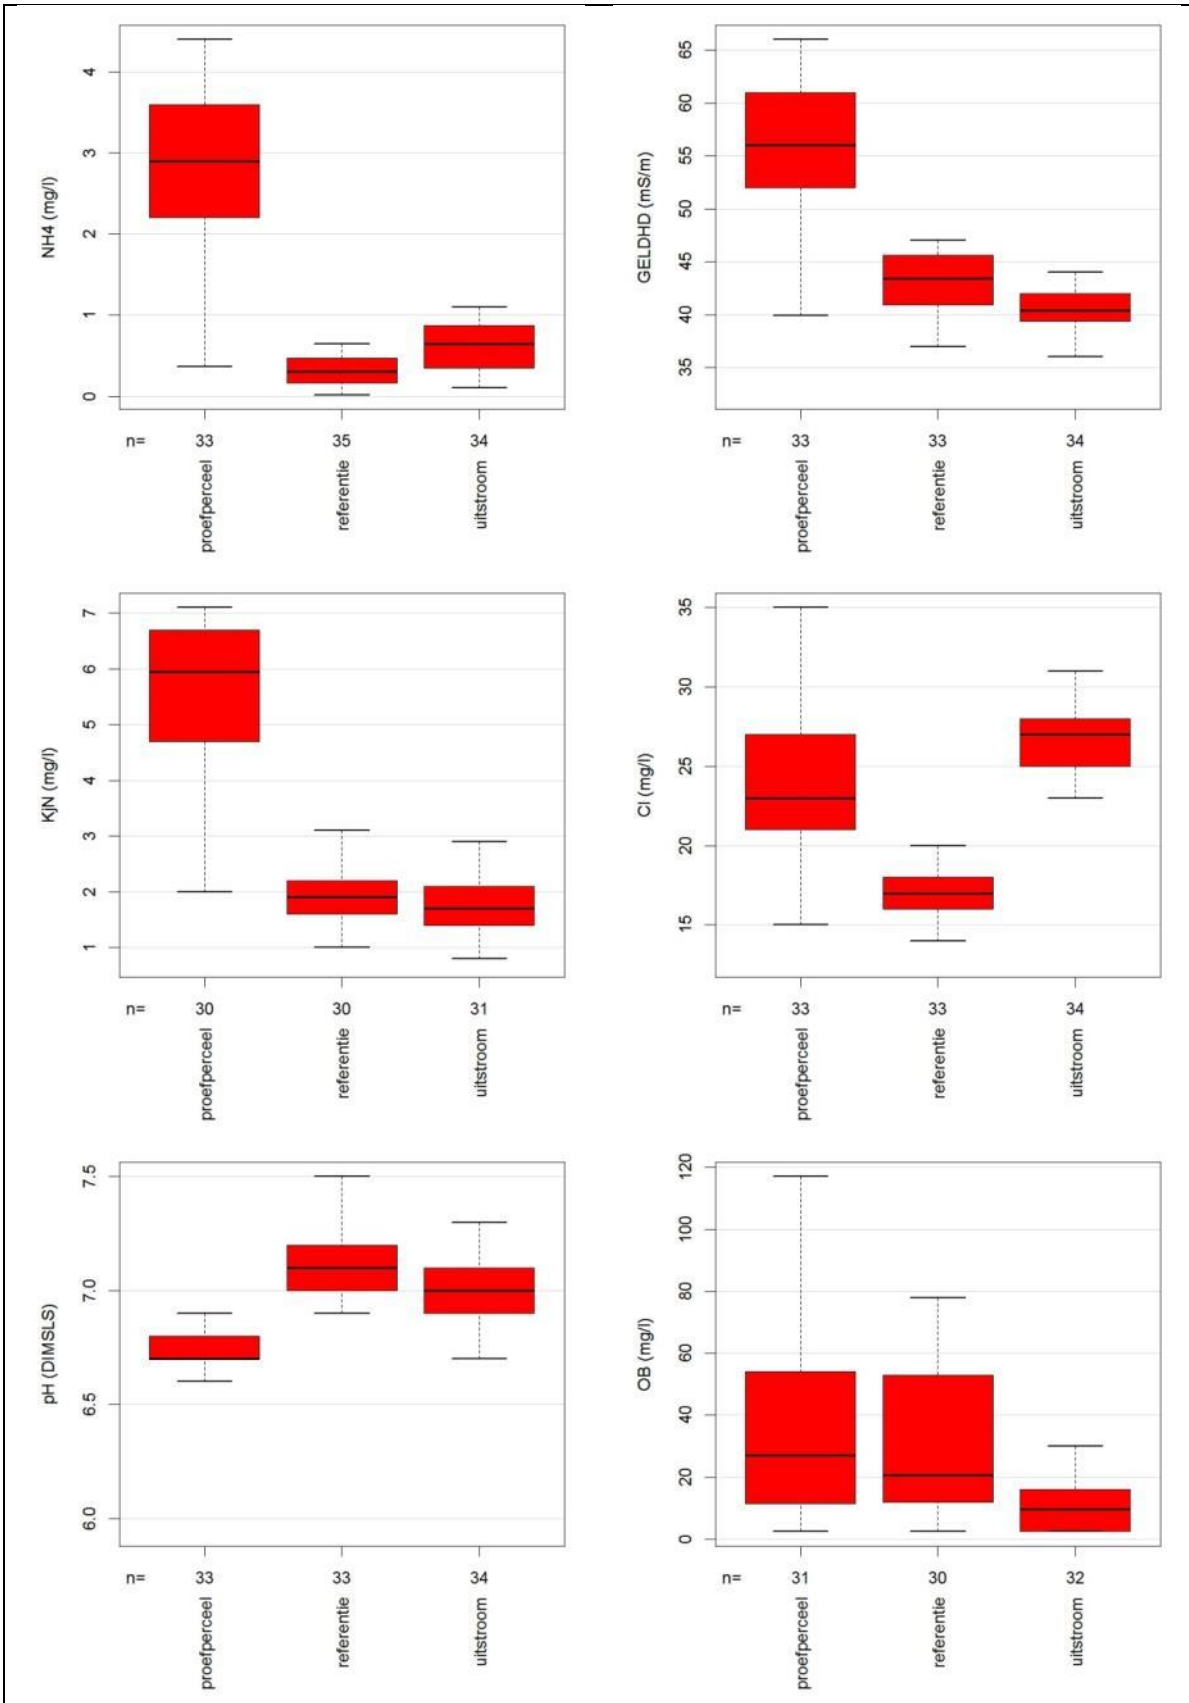 NH4 (mg/l)
4
3
2
1
0
n= 33 35 34
proefperceel
referentie
uitstroom
GELDHD (mS/m)
65
60
55
50
45
40
35
n= 33 33 34
proefperceel
referentie
uitstroom
KjN (mg/l)
7
6
5
4
3
2
1
n= 30 30 31
proefperceel
referentie
uitstroom
Cl (mg/l)
35
30
25
20
15
n= 33 33 34
proefperceel
referentie
uitstroom
pH (DIMSLS)
7.5
7.0
6.5
6.0
n= 33 33 34
proefperceel
referentie
uitstroom
OB (mg/l)
120
100
80
60
40
20
0
n= 31 30 32
proefperceel
referentie
uitstroom